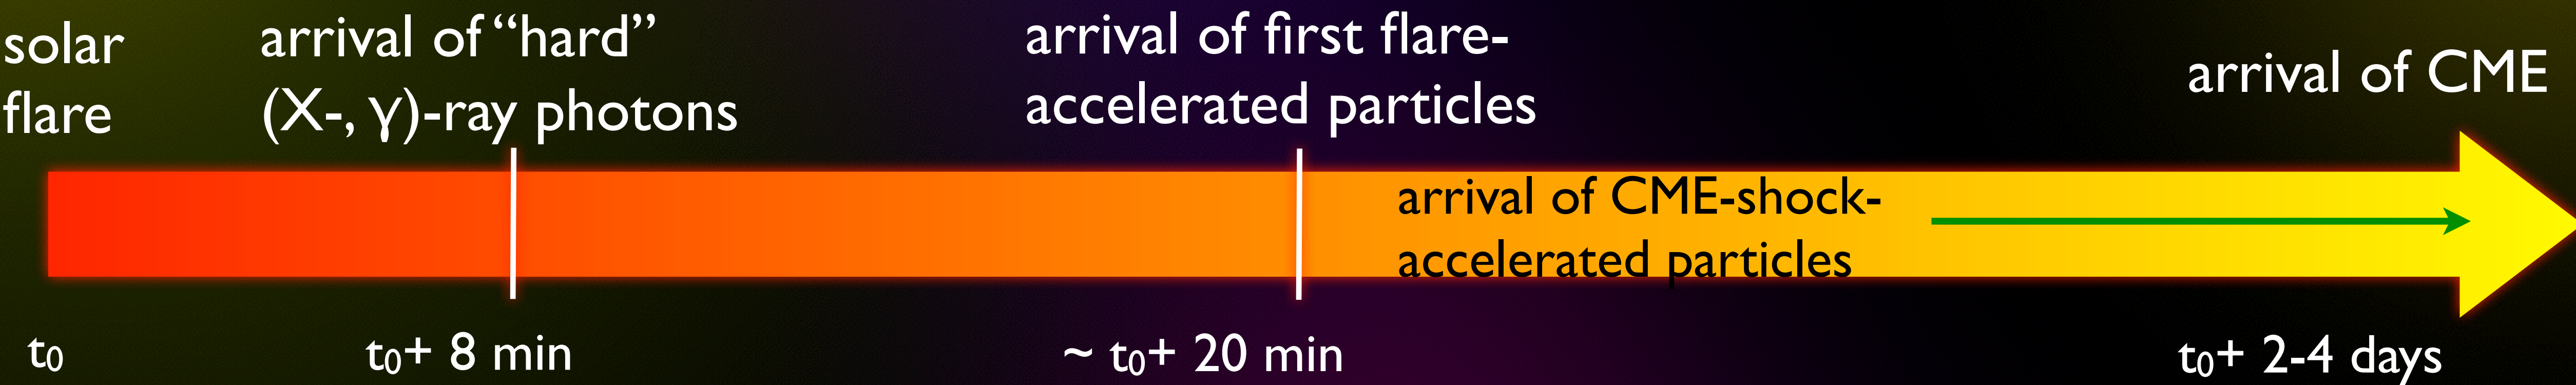 solar
flare
arrival of “hard”
(X-, γ)-ray photons
arrival of first flare-
accelerated particles
arrival of CME
arrival of CME-shock-
accelerated particles
t₀
t₀+ 8 min
~ t₀+ 20 min
t₀+ 2-4 days